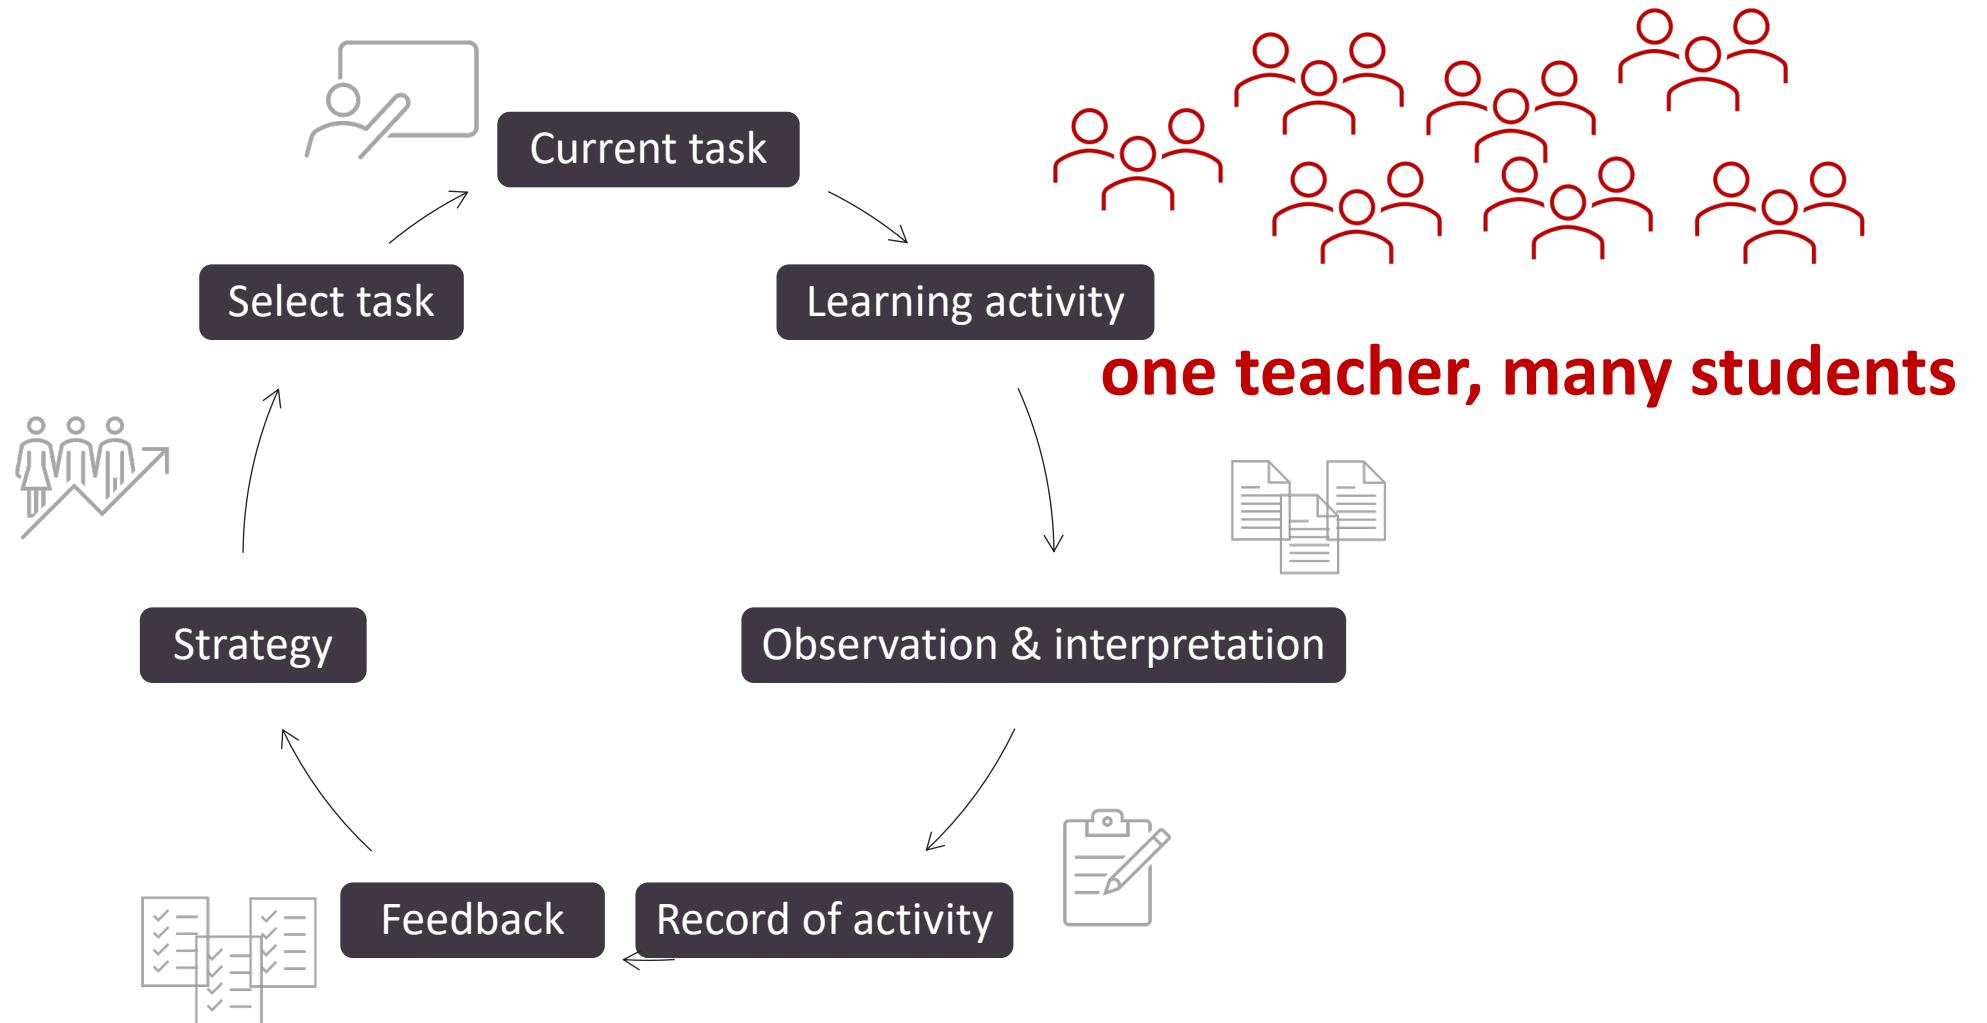 Current task
Select task
Learning activity
one teacher, many students
Strategy
Observation & interpretation
Feedback
Record of activity